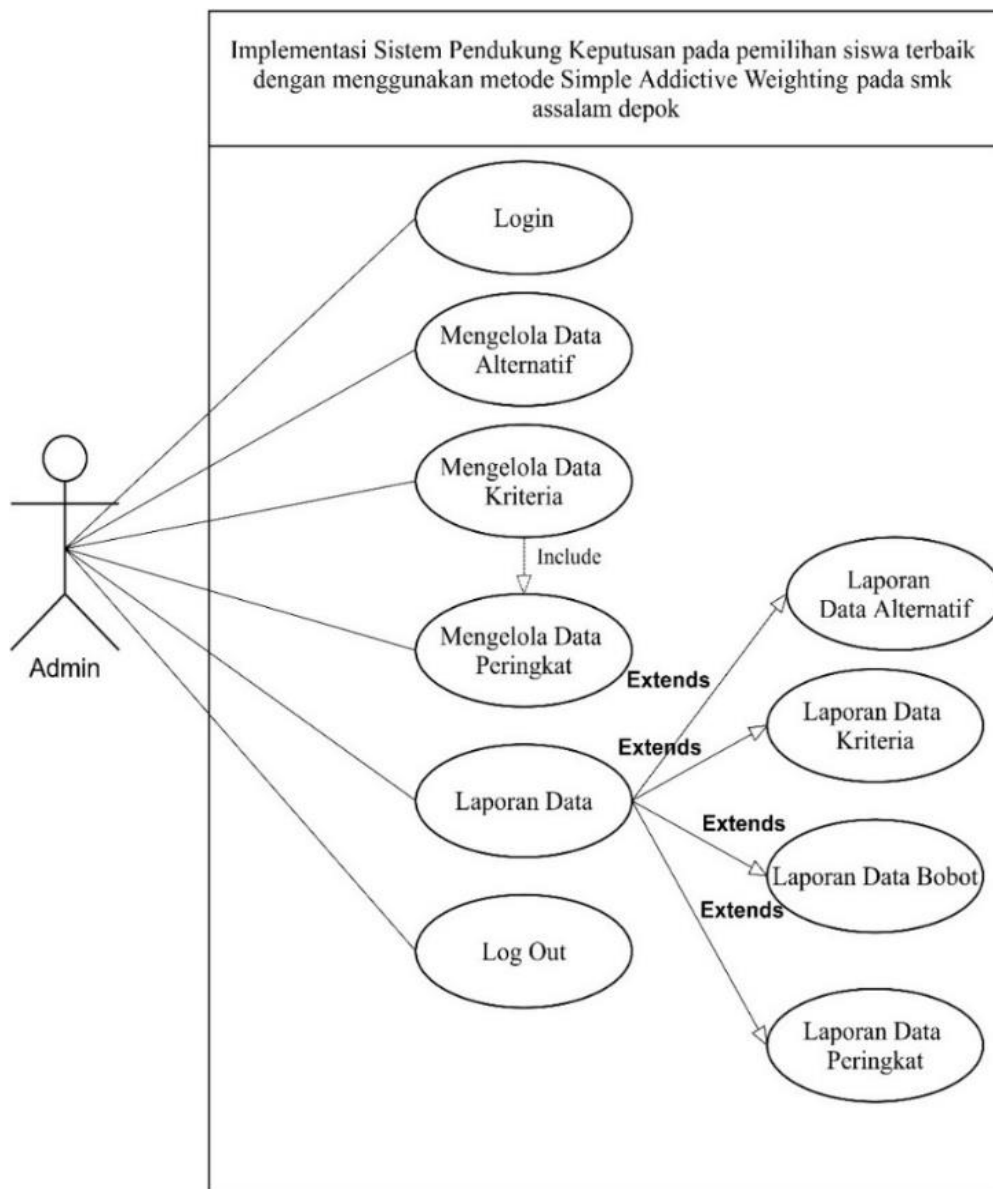 Implementasi Sistem Pendukung Keputusan pada pemilihan siswa terbaik
dengan menggunakan metode Simple Addictive Weighting pada smk
assalam depok
Login
Mengelola Data
Alternatif
Mengelola Data
Kriteria
Include
Mengelola Data
Peringkat
Admin
Laporan Data
Log Out
Extends
Laporan
Data Alternatif
Extends
Laporan Data
Kriteria
Extends
Laporan Data Bobot
Extends
Laporan Data
Peringkat